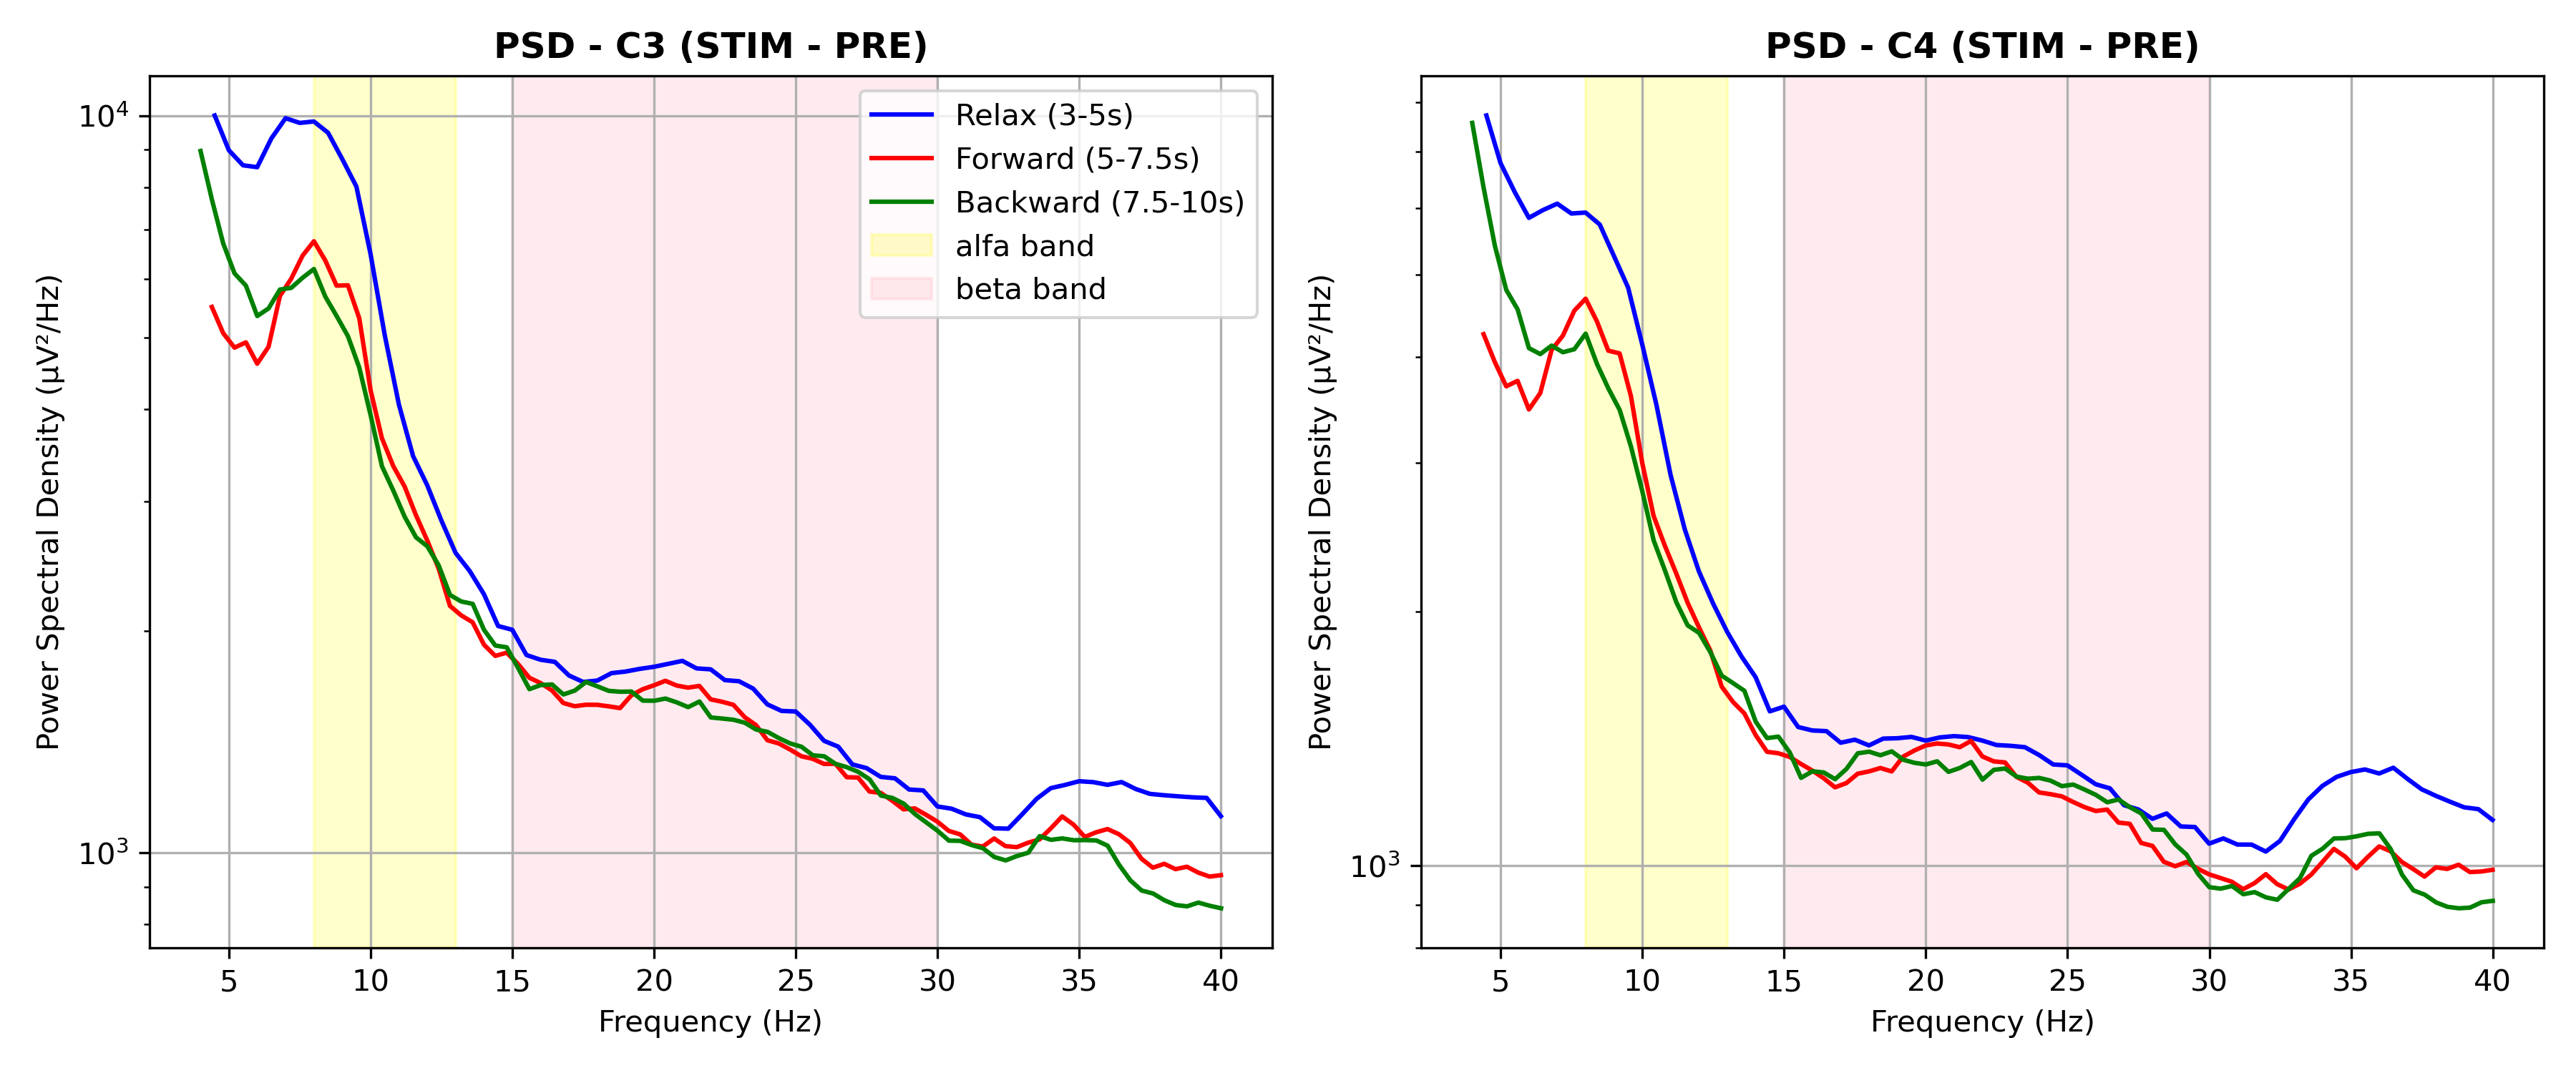 PSD - C3 (STIM - PRE)
10⁴
10³
Power Spectral Density (µV²/Hz)
Relax (3-5s)
Forward (5-7.5s)
Backward (7.5-10s)
alfa band
beta band
5 10 15 20 25 30 35 40
Frequency (Hz)
PSD - C4 (STIM - PRE)
10³
Power Spectral Density (µV²/Hz)
5 10 15 20 25 30 35 40
Frequency (Hz)